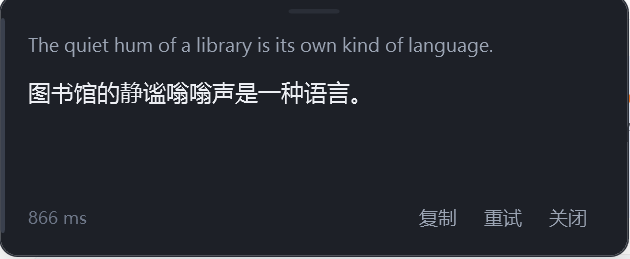 The quiet hum of a library is its own kind of language.
图书馆的静谧嗡嗡声是一种语言。
866 ms 复制 重试 关闭